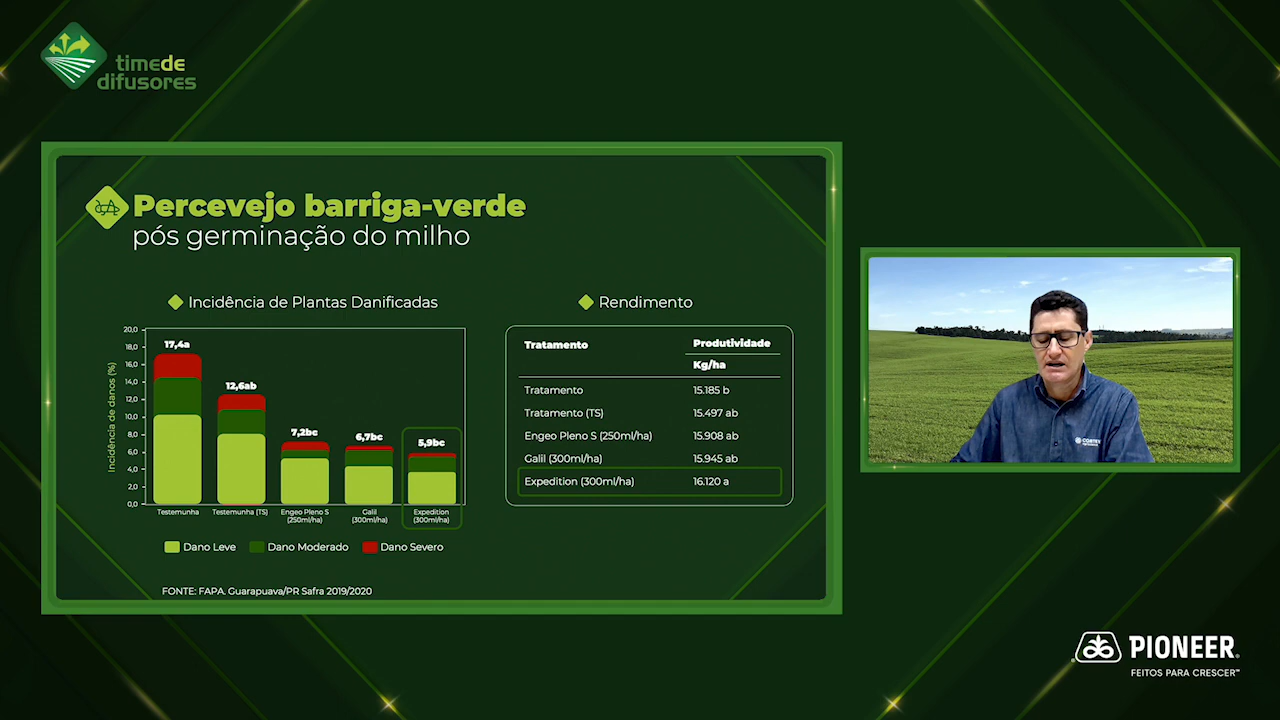 timede
difusores
Percevejo barriga-verde
pós germinação do milho
Incidência de Plantas Danificadas
Incidência de danos (%)
20,0
18,0
16,0
14,0
12,0
10,0
8,0
6,0
4,0
2,0
0,0
17,4a
12,6ab
7,2bc
6,7bc
5,9bc
Testemunha
Testemunha (TS)
Engeo Pleno S
(250ml/ha)
Galil
(300ml/ha)
Expedition
(300ml/ha)
Dano Leve Dano Moderado Dano Severo
FONTE: FAPA. Guarapuava/PR Safra 2019/2020
Rendimento
Tratamento Produtividade
Kg/ha
Tratamento 15.185 b
Tratamento (TS) 15.497 ab
Engeo Pleno S (250ml/ha) 15.908 ab
Galil (300ml/ha) 15.945 ab
Expedition (300ml/ha) 16.120 a
CORTEVA
PIONEER
FEITOS PARA CRESCER™